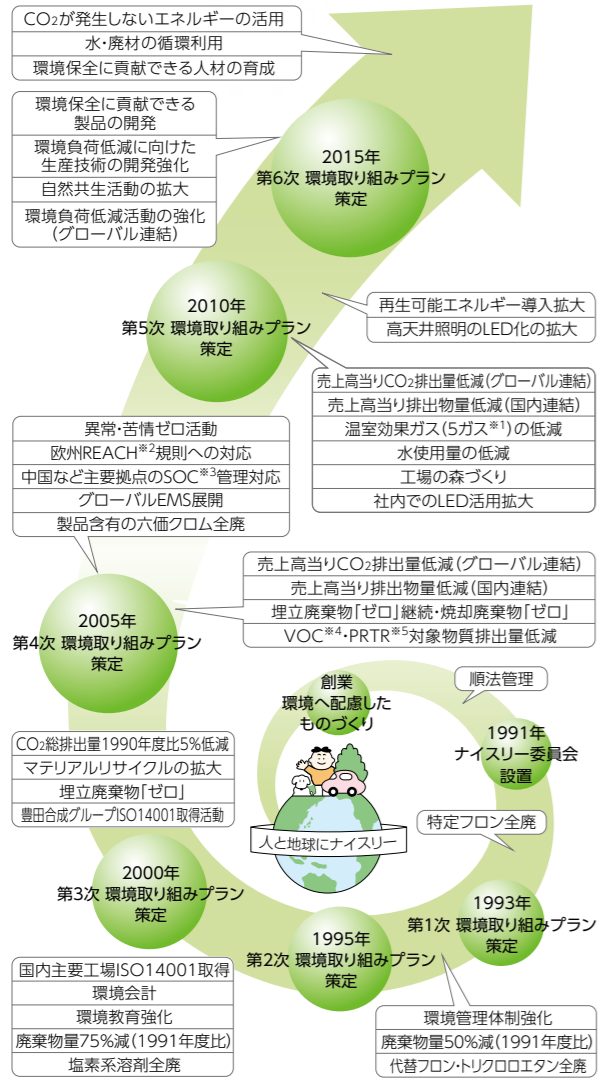 CO₂が発生しないエネルギーの活用
水・廃材の循環利用
環境保全に貢献できる人材の育成
環境保全に貢献できる
製品の開発
環境負荷低減に向けた
生産技術の開発強化
自然共生活動の拡大
環境負荷低減活動の強化
(グローバル連結)
2015年
第6次 環境取り組みプラン
策定
2010年
第5次 環境取り組みプラン
策定
再生可能エネルギー導入拡大
高天井照明のLED化の拡大
売上高当りCO₂排出量低減(グローバル連結)
売上高当り排出物量低減(国内連結)
温室効果ガス(5ガス※1)の低減
水使用量の低減
工場の森づくり
社内でのLED活用拡大
異常・苦情ゼロ活動
欧州REACH※2規則への対応
中国など主要拠点のSOC※3管理対応
グローバルEMS展開
製品含有の六価クロム全廃
売上高当りCO₂排出量低減(グローバル連結)
売上高当り排出物量低減(国内連結)
埋立廃棄物「ゼロ」継続・焼却廃棄物「ゼロ」
VOC※4・PRTR※5対象物質排出量低減
2005年
第4次 環境取り組みプラン
策定
創業
環境へ配慮した
ものづくり
順法管理
1991年
ナイスリー委員会
設置
CO₂総排出量1990年度比5%低減
マテリアルリサイクルの拡大
埋立廃棄物「ゼロ」
豊田合成グループISO14001取得活動
人と地球にナイスリー
特定フロン全廃
2000年
第3次 環境取り組みプラン
策定
1993年
第1次 環境取り組みプラン
策定
1995年
第2次 環境取り組みプラン
策定
国内主要工場ISO14001取得
環境会計
環境教育強化
廃棄物量75%減(1991年度比)
塩素系溶剤全廃
環境管理体制強化
廃棄物量50%減(1991年度比)
代替フロン・トリクロロエタン全廃